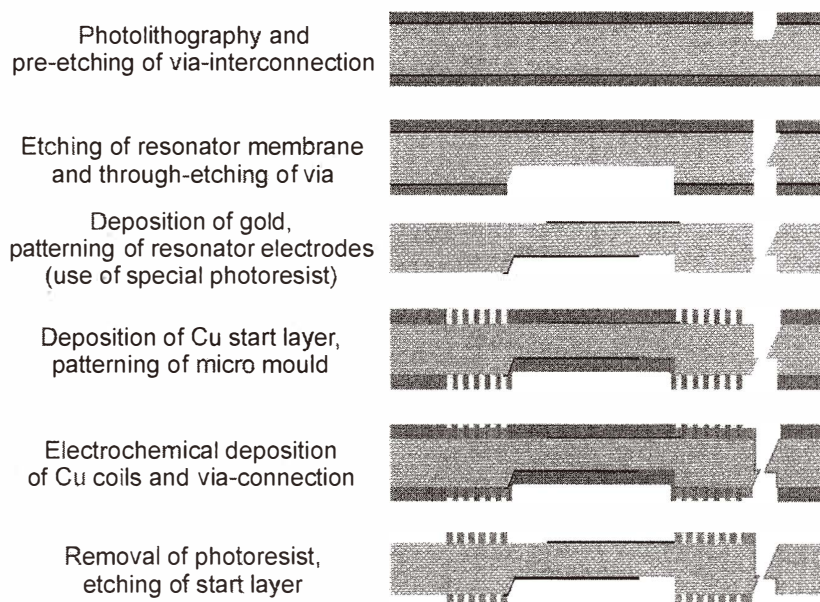 Photolithography and
pre-etching of via-interconnection
Etching of resonator membrane
and through-etching of via
Deposition of gold,
patterning of resonator electrodes
(use of special photoresist)
Deposition of Cu start layer,
patterning of micro mould
Electrochemical deposition
of Cu coils and via-connection
Removal of photoresist,
etching of start layer